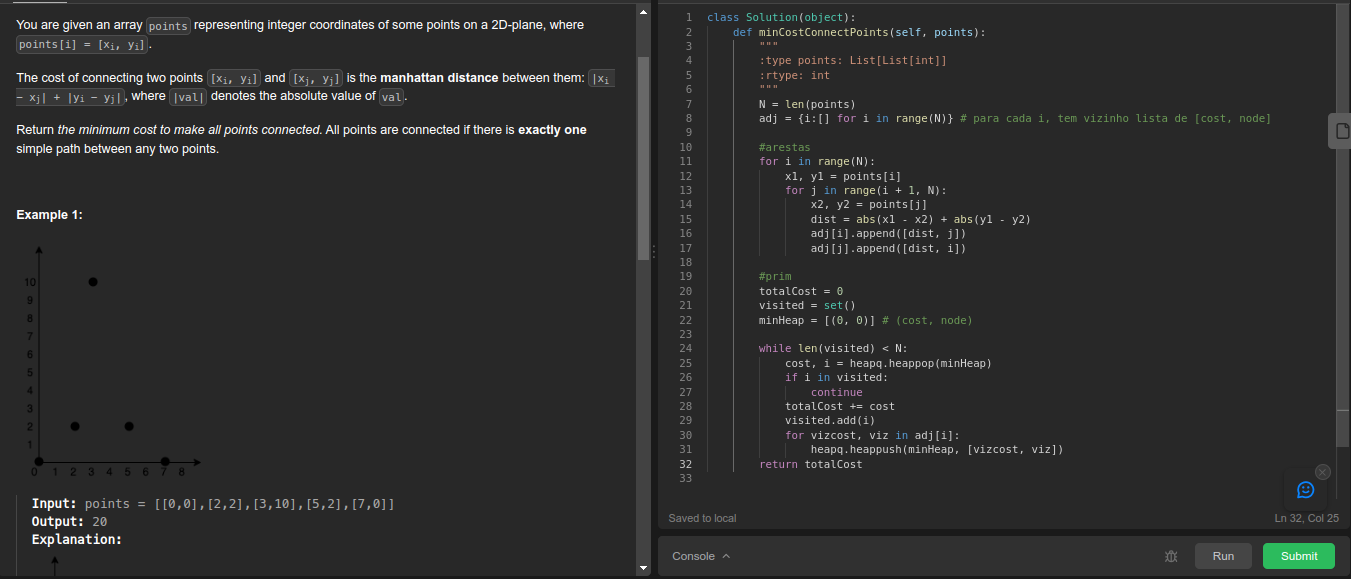 You are given an array points representing integer coordinates of some points on a 2D-plane, where
points[i] = [xi, yi].
The cost of connecting two points [xi, yi] and [xj, yj] is the manhattan distance between them: |xi
− xj| + |yi − yj|, where |val| denotes the absolute value of val.
Return the minimum cost to make all points connected. All points are connected if there is exactly one
simple path between any two points.
Example 1:
10
9
8
7
6
5
4
3
2
1
0 1 2 3 4 5 6 7 8
Input: points = [[0,0],[2,2],[3,10],[5,2],[7,0]]
Output: 20
Explanation:
1 class Solution(object):
2     def minCostConnectPoints(self, points):
3         """
4         :type points: List[List[int]]
5         :rtype: int
6         """
7         N = len(points)
8         adj = {i:[] for i in range(N)} # para cada i, tem vizinho lista de [cost, node]
9
10         #arestas
11         for i in range(N):
12             x1, y1 = points[i]
13             for j in range(i + 1, N):
14                 x2, y2 = points[j]
15                 dist = abs(x1 - x2) + abs(y1 - y2)
16                 adj[i].append([dist, j])
17                 adj[j].append([dist, i])
18
19         #prim
20         totalCost = 0
21         visited = set()
22         minHeap = [(0, 0)] # (cost, node)
23
24         while len(visited) < N:
25             cost, i = heapq.heappop(minHeap)
26             if i in visited:
27                 continue
28             totalCost += cost
29             visited.add(i)
30             for vizcost, viz in adj[i]:
31                 heapq.heappush(minHeap, [vizcost, viz])
32         return totalCost
33
Saved to local
Ln 32, Col 25
Console
Run
Submit